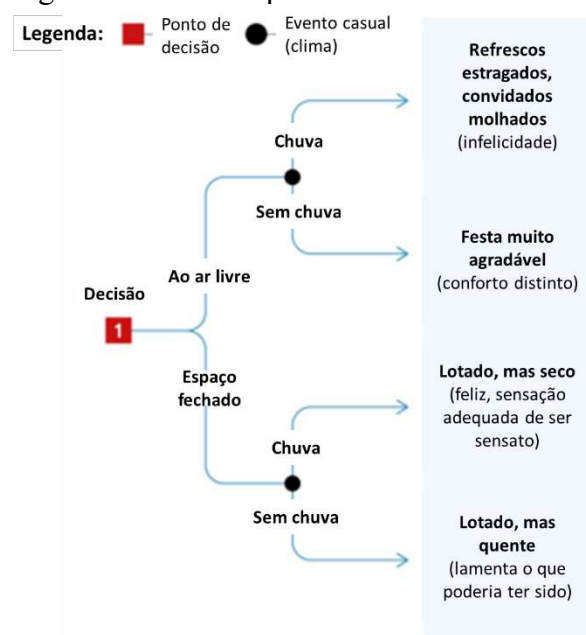 Legenda:
Ponto de
decisão
Evento casual
(clima)
Refrescos
estragados,
convidados
molhados
(infelicidade)
Chuva
Sem chuva
Festa muito
agradável
(conforto distinto)
Ao ar livre
Decisão
1
Espaço
fechado
Lotado, mas seco
(feliz, sensação
adequada de ser
sensato)
Chuva
Sem chuva
Lotado, mas
quente
(lamenta o que
poderia ter sido)